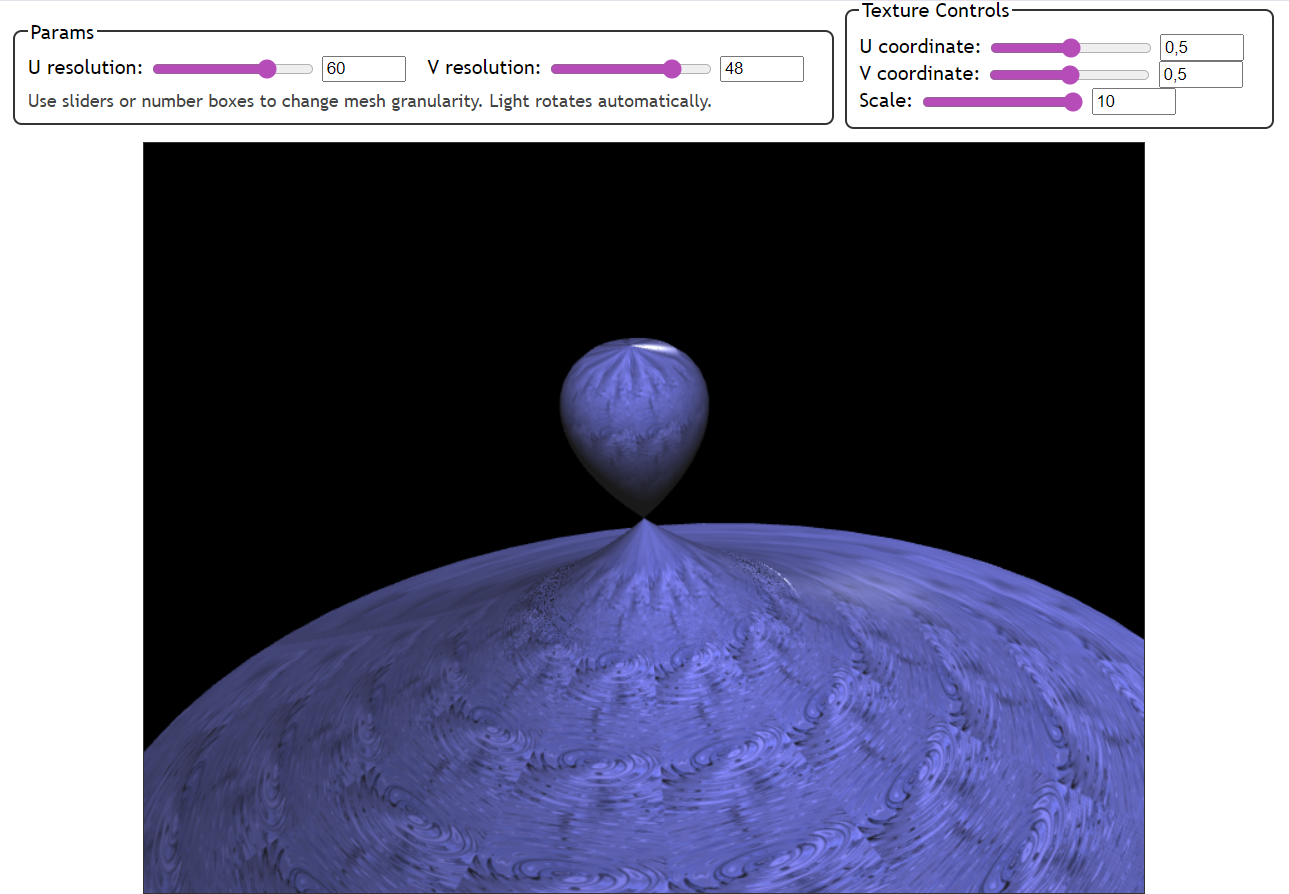 Params
U resolution: 60 V resolution: 48
Use sliders or number boxes to change mesh granularity. Light rotates automatically.
Texture Controls
U coordinate: 0,5
V coordinate: 0,5
Scale: 10